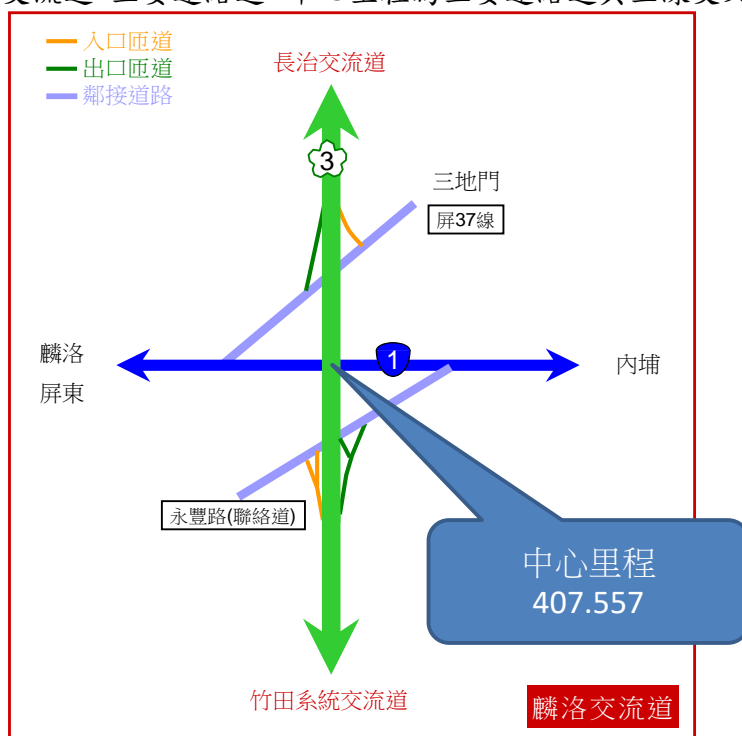 入口匝道
出口匝道
鄰接道路
長治交流道
3
三地門
屏37線
麟洛
屏東
1
內埔
永豐路(聯絡道)
中心里程
407.557
竹田系統交流道
麟洛交流道